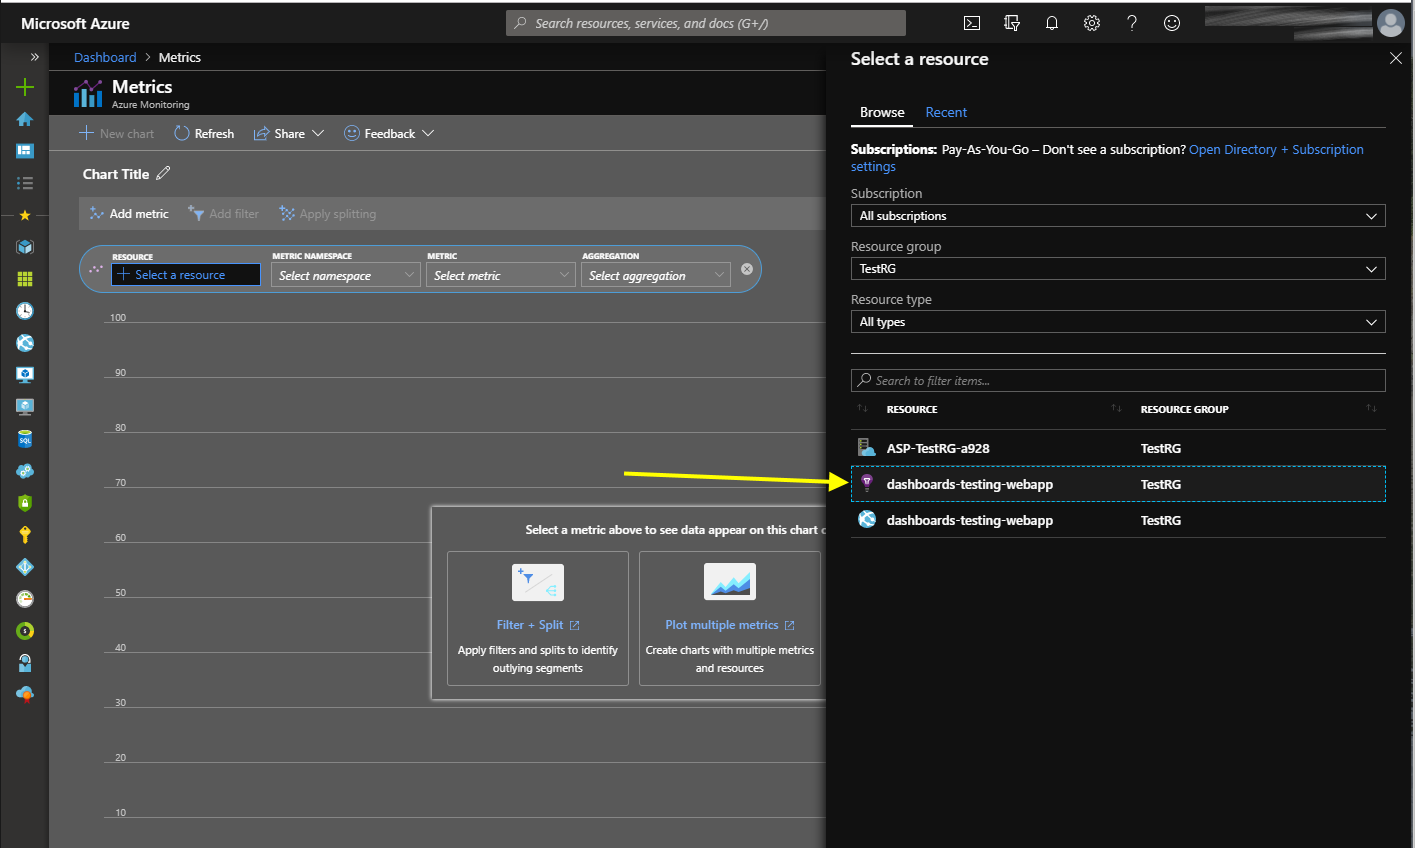 Microsoft Azure
Search resources, services, and docs (G+/)
Dashboard > Metrics
Metrics
Azure Monitoring
New chart
Refresh
Share
Feedback
Chart Title
Add metric
Add filter
Apply splitting
RESOURCE
METRIC NAMESPACE
METRIC
AGGREGATION
Select a resource
Select namespace
Select metric
Select aggregation
100
90
80
70
60
50
40
30
20
10
Select a metric above to see data appear on this chart
Filter + Split
Apply filters and splits to identify
outlying segments
Plot multiple metrics
Create charts with multiple metrics
and resources
Select a resource
Browse
Recent
Subscriptions: Pay-As-You-Go – Don't see a subscription? Open Directory + Subscription
settings
Subscription
All subscriptions
Resource group
TestRG
Resource type
All types
Search to filter items...
RESOURCE
RESOURCE GROUP
ASP-TestRG-a928
TestRG
dashboards-testing-webapp
TestRG
dashboards-testing-webapp
TestRG